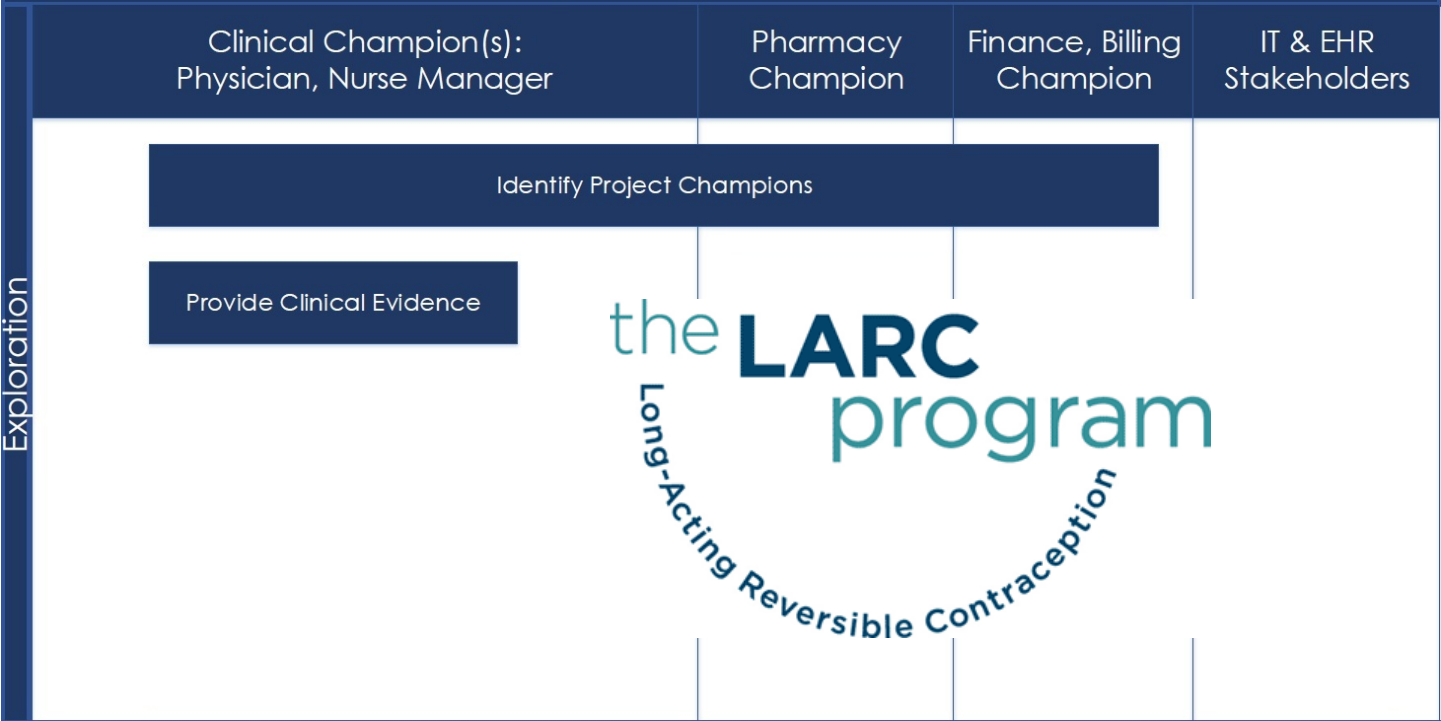 Clinical Champion(s):
Physician, Nurse Manager
Pharmacy
Champion
Finance, Billing
Champion
IT & EHR
Stakeholders
Exploration
Identify Project Champions
Provide Clinical Evidence
the LARC
program
Long-Acting Reversible Contraception